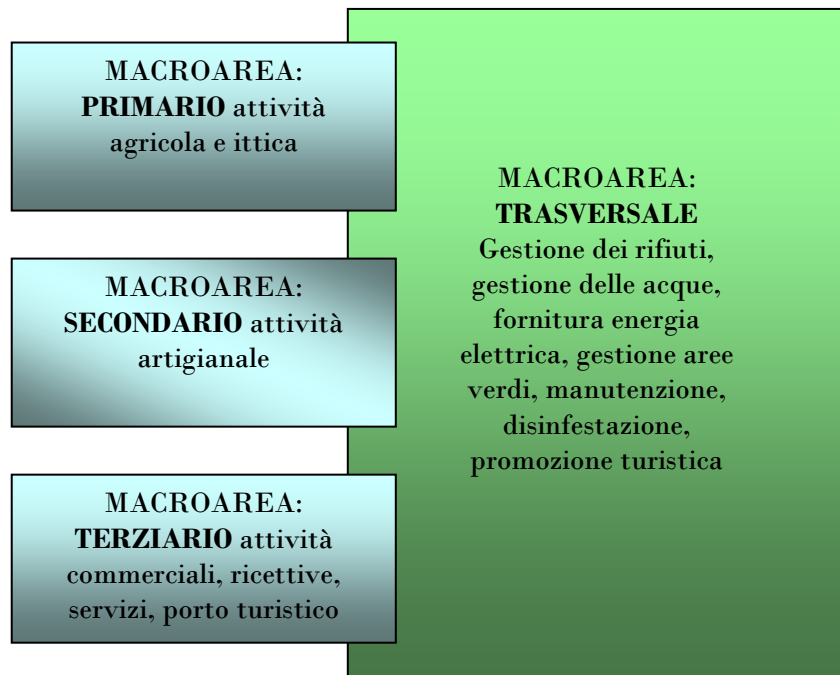 MACROAREA:
PRIMARIO attività
agricola e ittica
MACROAREA:
SECONDARIO attività
artigianale
MACROAREA:
TERZIARIO attività
commerciali, ricettive,
servizi, porto turistico
MACROAREA:
TRASVERSALE
Gestione dei rifiuti,
gestione delle acque,
fornitura energia
elettrica, gestione aree
verdi, manutenzione,
disinfestazione,
promozione turistica